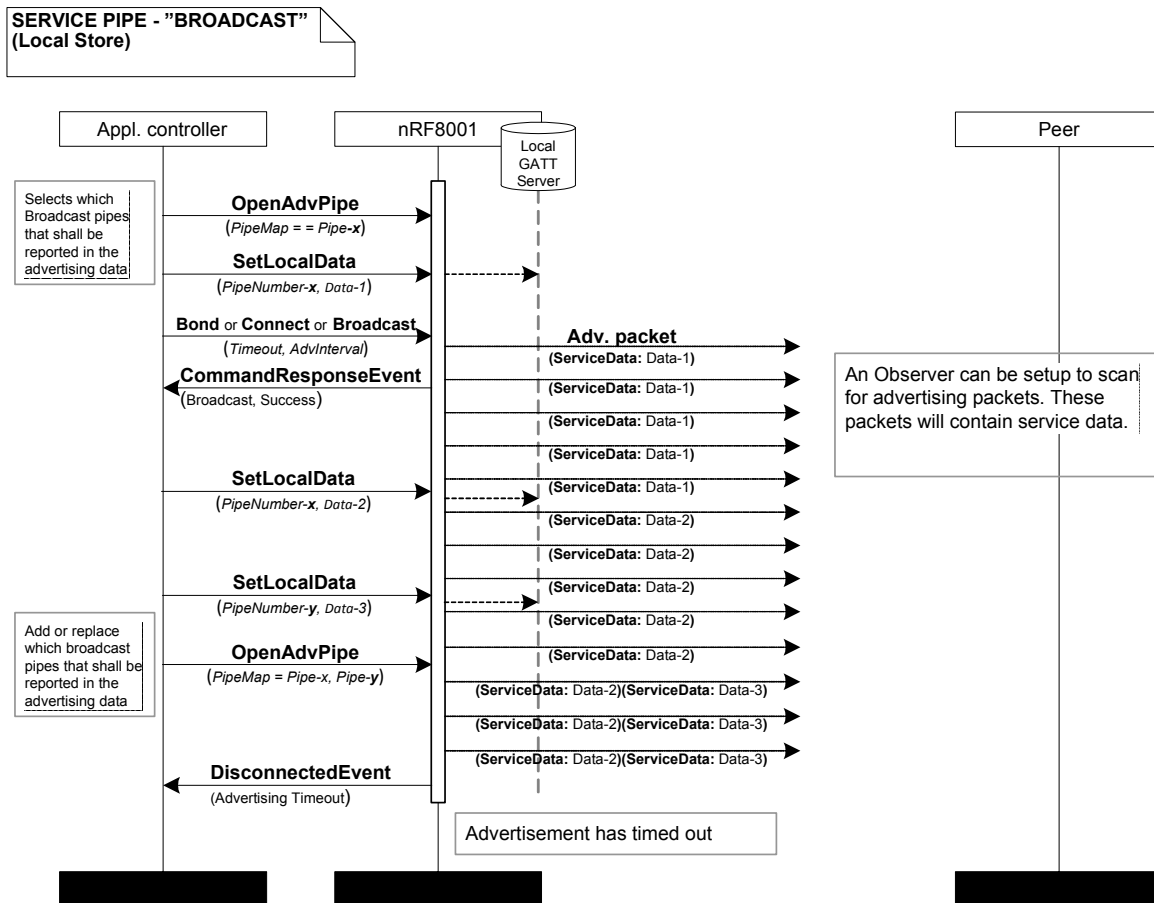 SERVICE PIPE - ”BROADCAST”
(Local Store)
Appl. controller
nRF8001
Local
GATT
Server
Peer
Selects which
Broadcast pipes
that shall be
reported in the
advertising data
OpenAdvPipe
(PipeMap = = Pipe-x)
SetLocalData
(PipeNumber-x, Data-1)
Bond or Connect or Broadcast
(Timeout, AdvInterval)
Adv. packet
(ServiceData: Data-1)
CommandResponseEvent
(Broadcast, Success)
(ServiceData: Data-1)
(ServiceData: Data-1)
(ServiceData: Data-1)
An Observer can be setup to scan
for advertising packets. These
packets will contain service data.
SetLocalData
(PipeNumber-x, Data-2)
(ServiceData: Data-1)
(ServiceData: Data-2)
(ServiceData: Data-2)
SetLocalData
(PipeNumber-y, Data-3)
(ServiceData: Data-2)
(ServiceData: Data-2)
Add or replace
which broadcast
pipes that shall be
reported in the
advertising data
OpenAdvPipe
(PipeMap = Pipe-x, Pipe-y)
(ServiceData: Data-2)
(ServiceData: Data-2)(ServiceData: Data-3)
(ServiceData: Data-2)(ServiceData: Data-3)
(ServiceData: Data-2)(ServiceData: Data-3)
DisconnectedEvent
(Advertising Timeout)
Advertisement has timed out